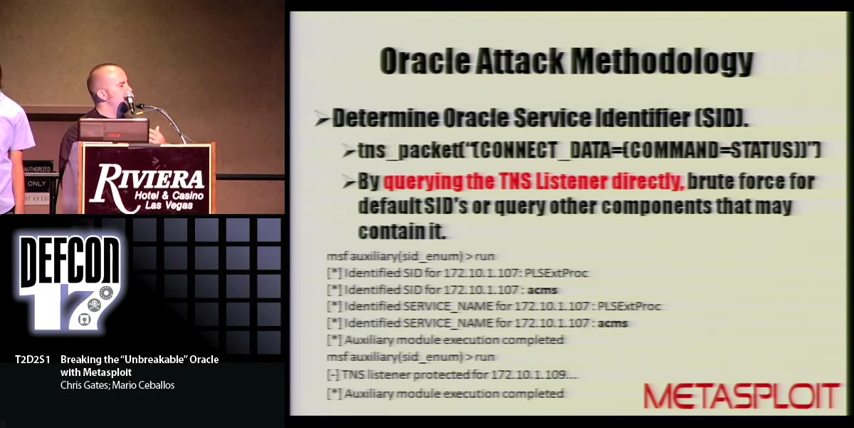 Oracle Attack Methodology
Determine Oracle Service Identifier (SID).
tns_packet("(CONNECT_DATA=(COMMAND=STATUS))")
By querying the TNS Listener directly, brute force for
default SID's or query other components that may
contain it.
msf auxiliary(sid_enum) > run
[*] Identified SID for 172.10.1.107: PLSExtProc
[*] Identified SID for 172.10.1.107 : acms
[*] Identified SERVICE_NAME for 172.10.1.107 : PLSExtProc
[*] Identified SERVICE_NAME for 172.10.1.107 : acms
[*] Auxiliary module execution completed
msf auxiliary(sid_enum) > run
[-] TNS listener protected for 172.10.1.109...
[*] Auxiliary module execution completed
METASPLOIT
AUTHORIZED
ONLY
RIVIERA
Hotel & Casino
Las Vegas
DEFCON
17
T2D2S1 Breaking the "Unbreakable" Oracle
with Metasploit
Chris Gates; Mario Ceballos